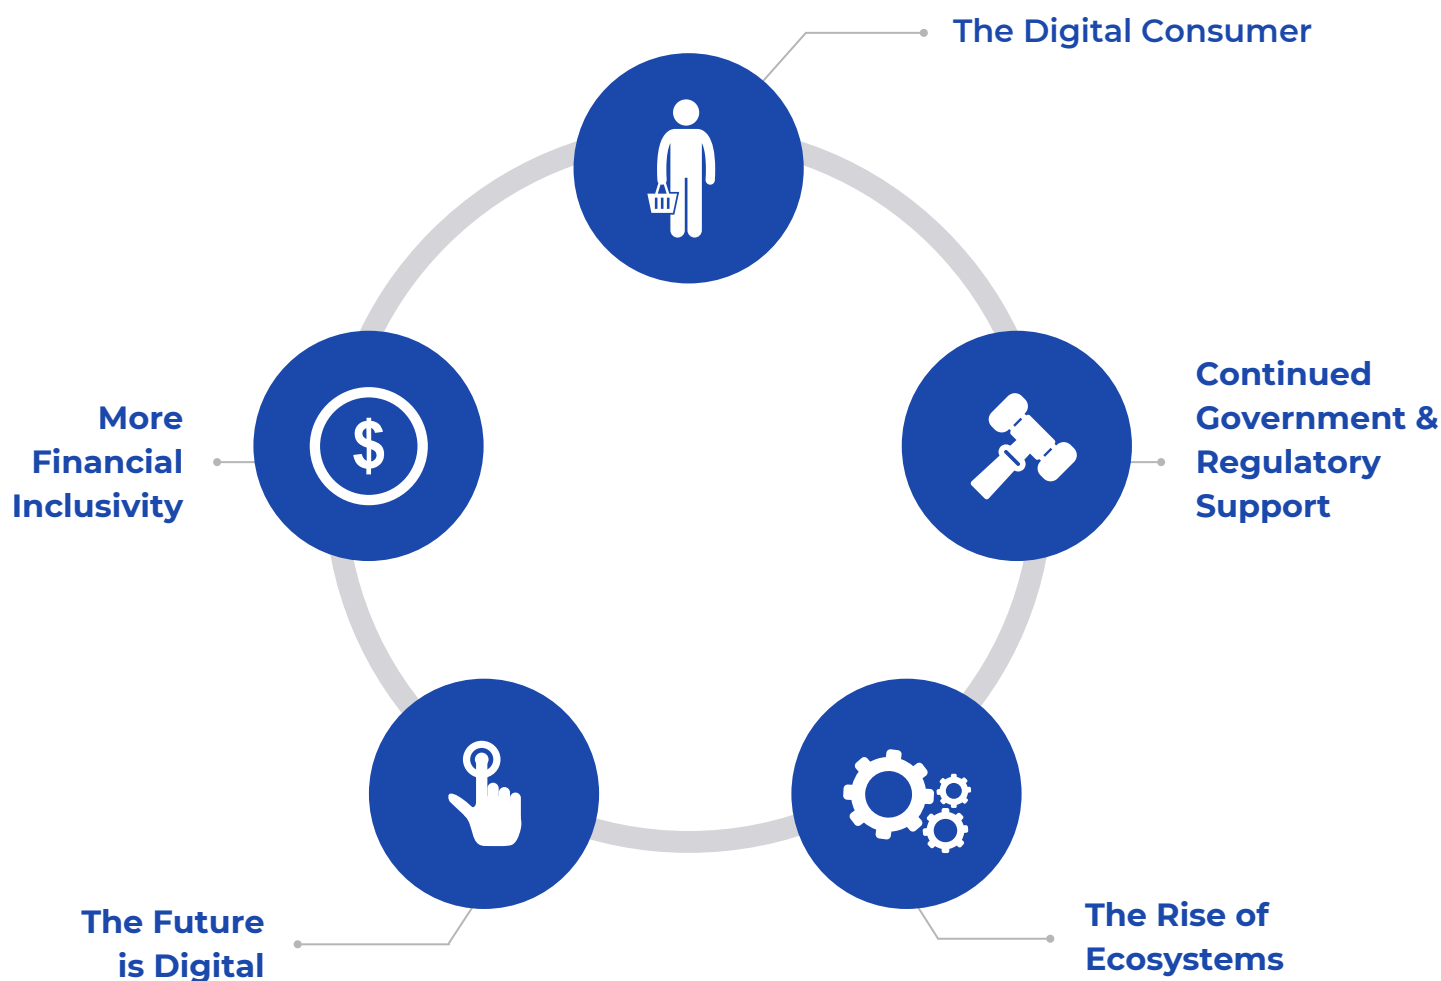 The Digital Consumer
Continued
Government &
Regulatory
Support
More
Financial
Inclusivity
$
The Rise of
Ecosystems
The Future
is Digital